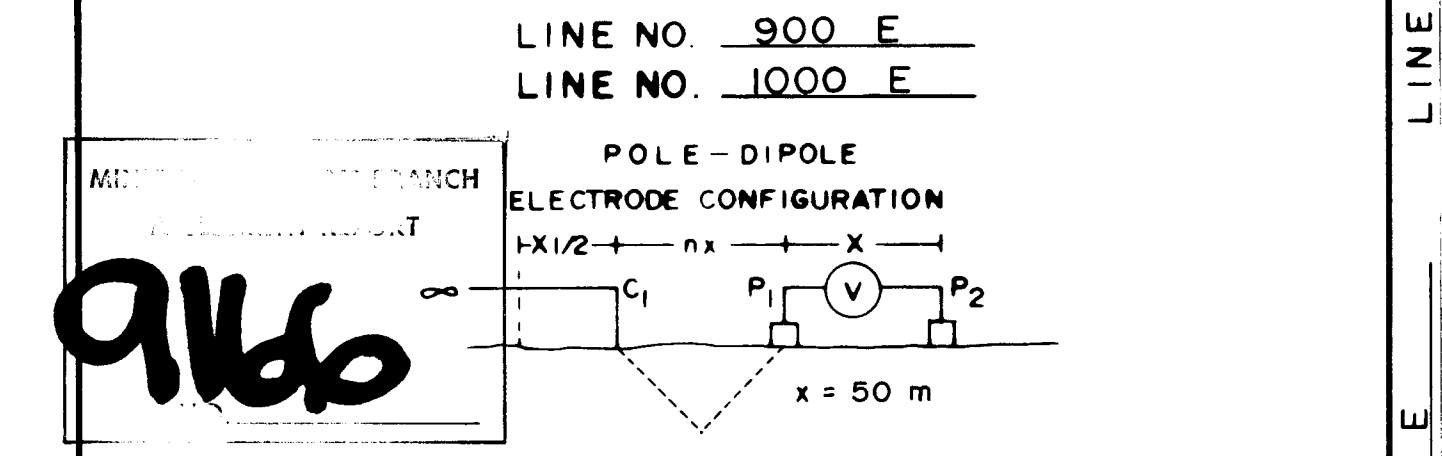 LINE NO. 900 E
LINE NO. 1000 E
POLE-DIPOLE
ELECTRODE CONFIGURATION
BRANCH
9166
X1/2 nx X
∞ C1 P1 V P2
x = 50 m
LINE
E